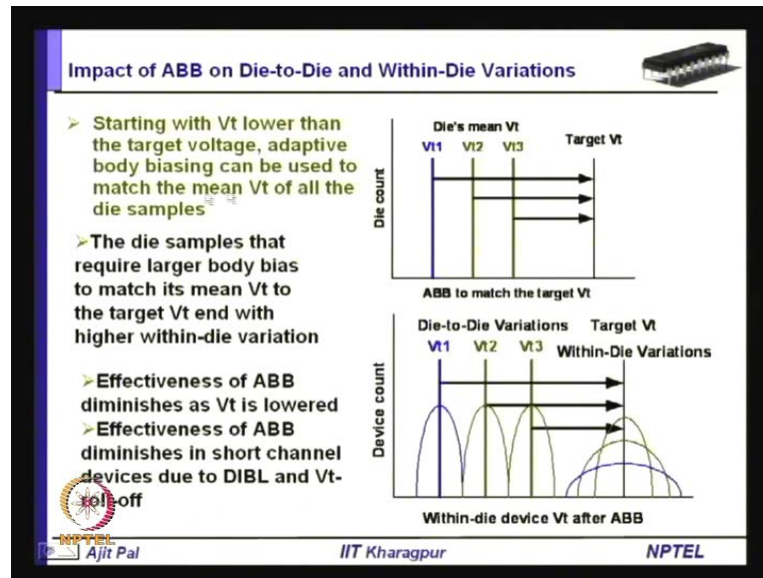 Impact of ABB on Die-to-Die and Within-Die Variations
Starting with Vt lower than
the target voltage, adaptive
body biasing can be used to
match the mean Vt of all the
die samples
The die samples that
require larger body bias
to match its mean Vt to
the target Vt end with
higher within-die variation
Effectiveness of ABB
diminishes as Vt is lowered
Effectiveness of ABB
diminishes in short channel
devices due to DIBL and Vt-
roll-off
Die's mean Vt
Vt1 Vt2 Vt3
Target Vt
Die count
ABB to match the target Vt
Die-to-Die Variations Target Vt
Vt1 Vt2 Vt3
Within-Die Variations
Device count
Within-die device Vt after ABB
NPTEL
Ajit Pal IIT Kharagpur NPTEL